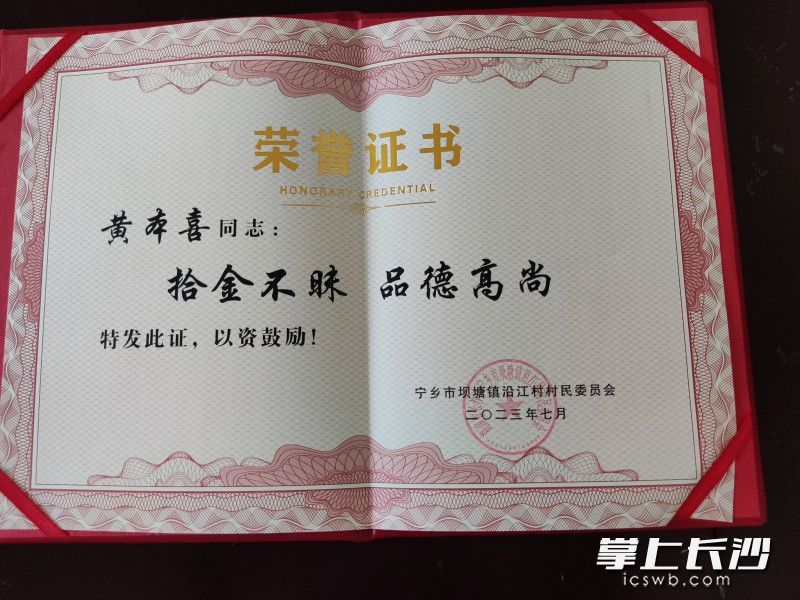 荣誉证书
HONORARY CREDENTIAL
黄本喜同志：
拾金不昧 品德高尚
特发此证，以资鼓励！
宁乡市坝塘镇沿江村村民委员会
二〇二三年七月
掌上长沙
icswb.com